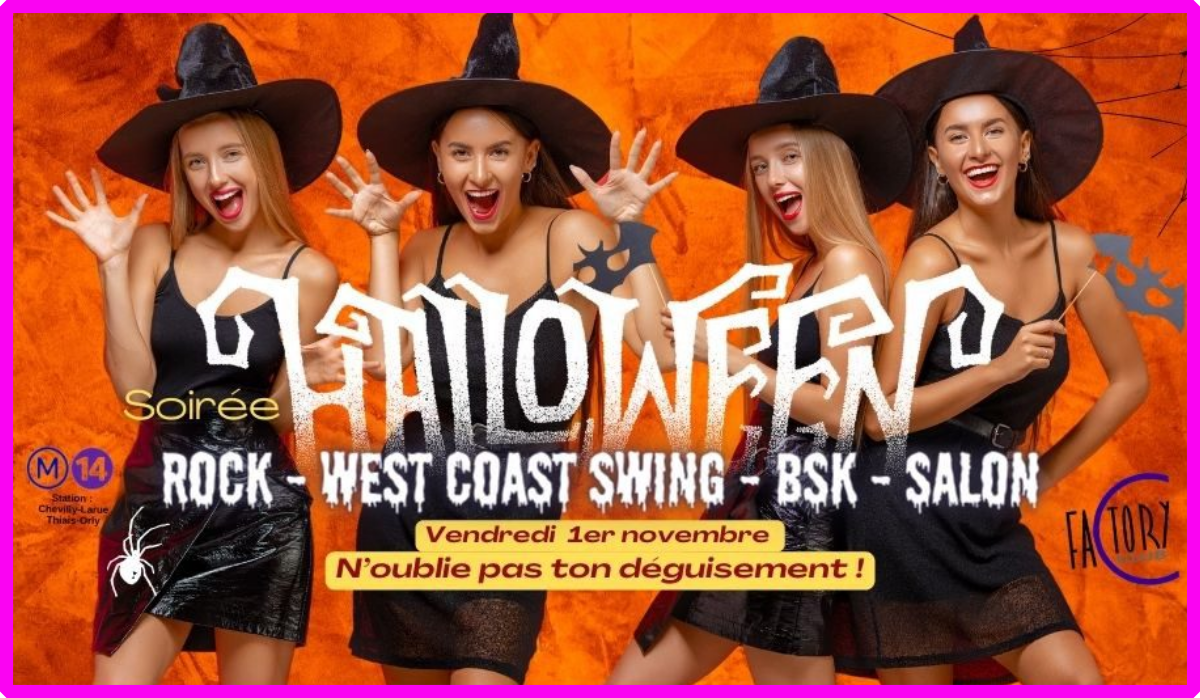 HALLOWEEN
Soirée
ROCK - WEST COAST SWING - BSK - SALON
M 14
Station :
Chevilly-Larue
Thiais-Orly
Vendredi 1er novembre
N'oublie pas ton déguisement !
FACTORY